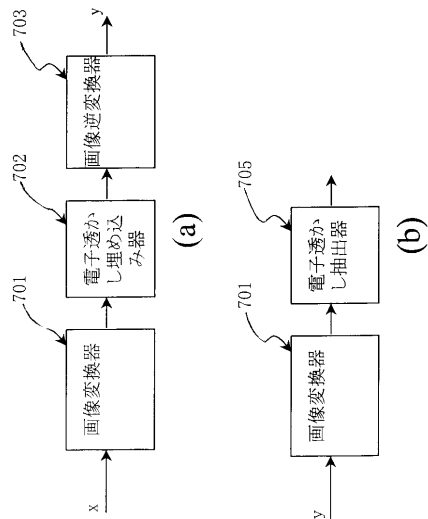 x
画像変換器
701
電子透か
し埋め込
み器
702
画像逆変換器
703
y
(a)
y
画像変換器
701
電子透か
し抽出器
705
(b)